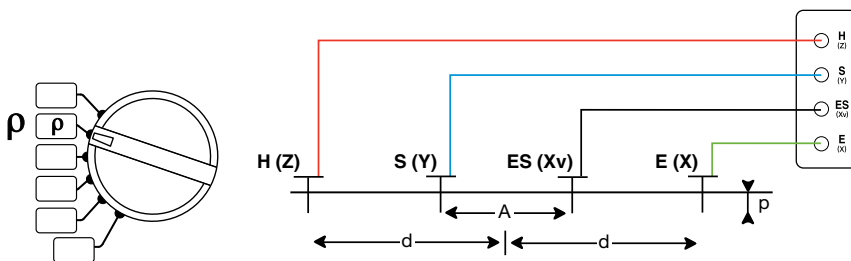 ρ
ρ
H (Z)
S (Y)
ES (Xv)
E (X)
A
d
d
p
H
(Z)
S
(Y)
ES
(Xv)
E
(X)